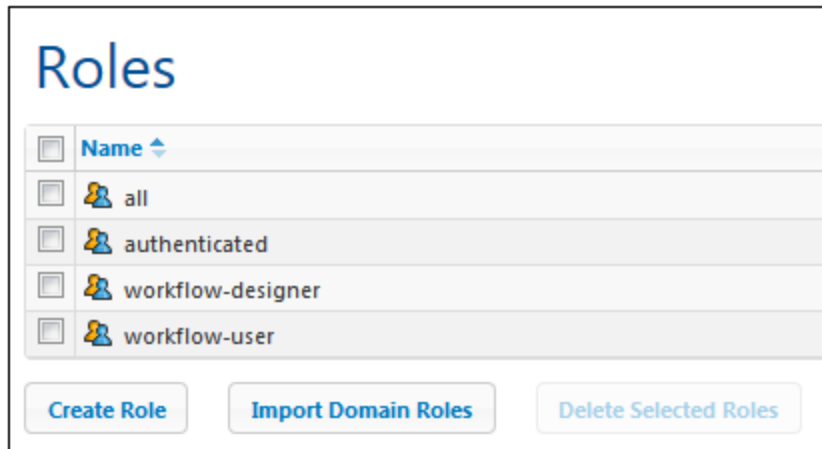 Roles
Name
all
authenticated
workflow-designer
workflow-user
Create Role Import Domain Roles Delete Selected Roles